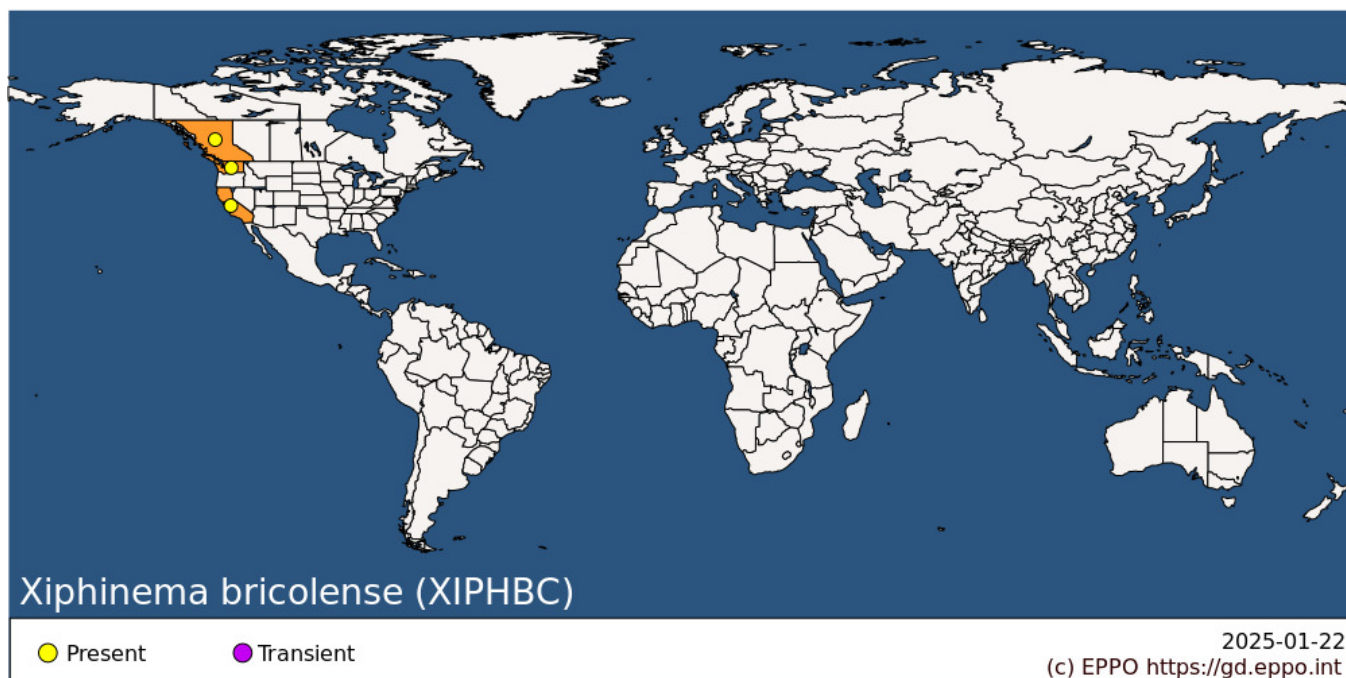 Xiphinema bricolense (XIPHBC)
Present
Transient
2025-01-22
(c) EPPO https://gd.eppo.int